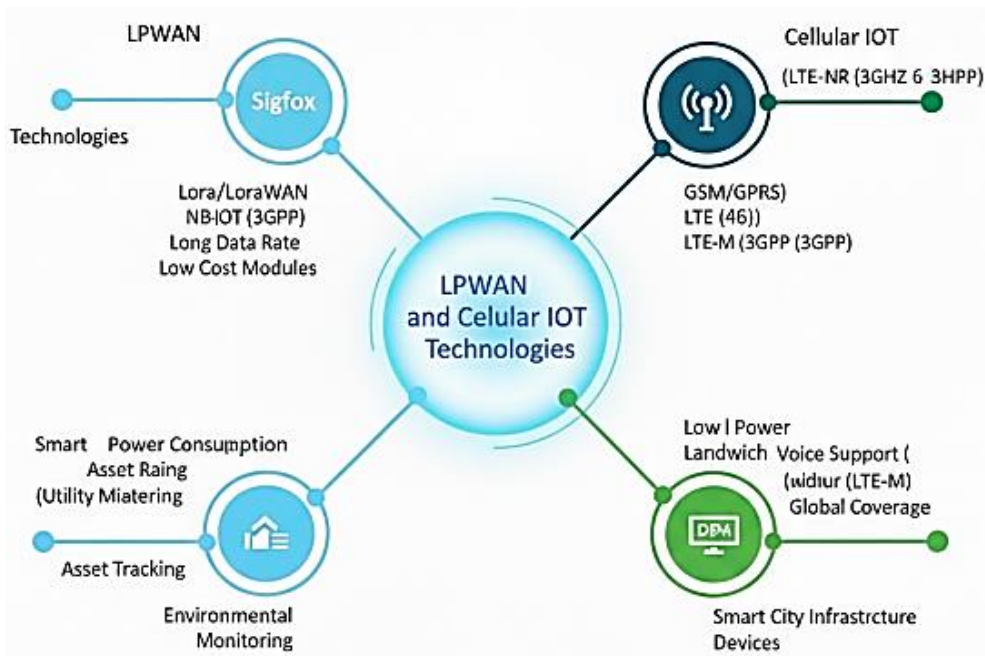 LPWAN
Sigfox
Technologies
Lora/LoraWAN
NB-IOT (3GPP)
Long Data Rate
Low Cost Modules
Cellular IOT
(LTE-NR (3GHZ 6 3HPP)
GSM/GPRS)
LTE (46))
LTE-M (3GPP (3GPP)
LPWAN
and Celular IOT
Technologies
Smart Power Consumption
Asset Raing
(Utility Miatering
Asset Tracking
Environmental
Monitoring
Low l Power
Landwich Voice Support (
(LTE-M)
Global Coverage
Smart City Infrastrcture
Devices